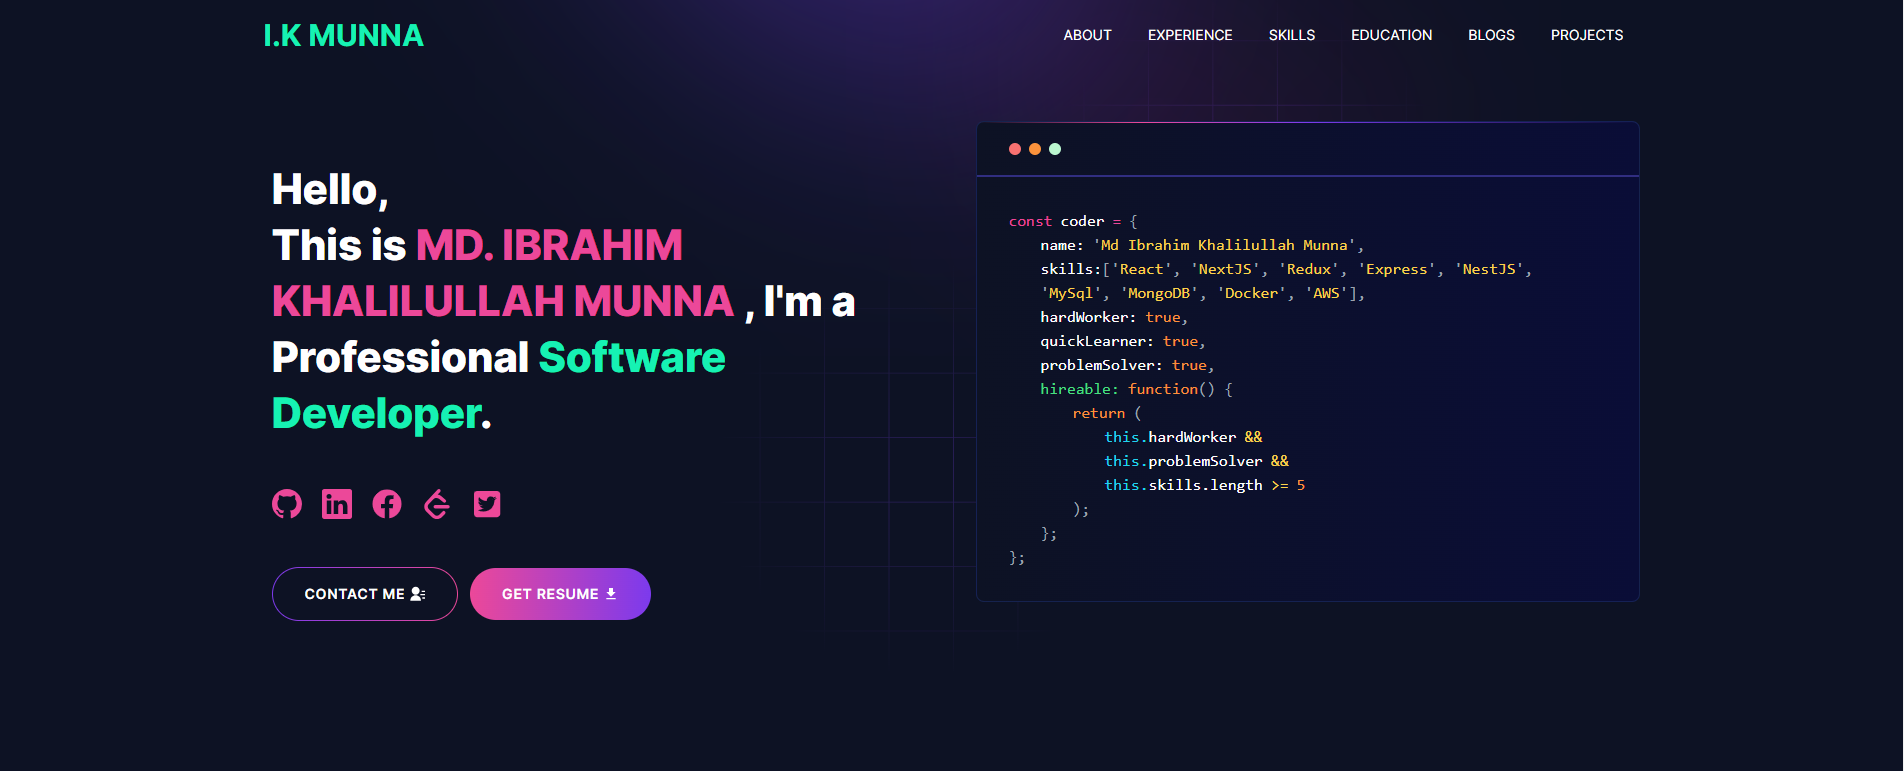 I.K MUNNA
ABOUT EXPERIENCE SKILLS EDUCATION BLOGS PROJECTS
Hello,
This is MD. IBRAHIM
KHALILULLAH MUNNA , I'm a
Professional Software
Developer.
CONTACT ME
GET RESUME
const coder = {
name: 'Md Ibrahim Khalilullah Munna',
skills:['React', 'NextJS', 'Redux', 'Express', 'NestJS',
'MySql', 'MongoDB', 'Docker', 'AWS'],
hardWorker: true,
quickLearner: true,
problemSolver: true,
hireable: function() {
return (
this.hardWorker &&
this.problemSolver &&
this.skills.length >= 5
);
};
};